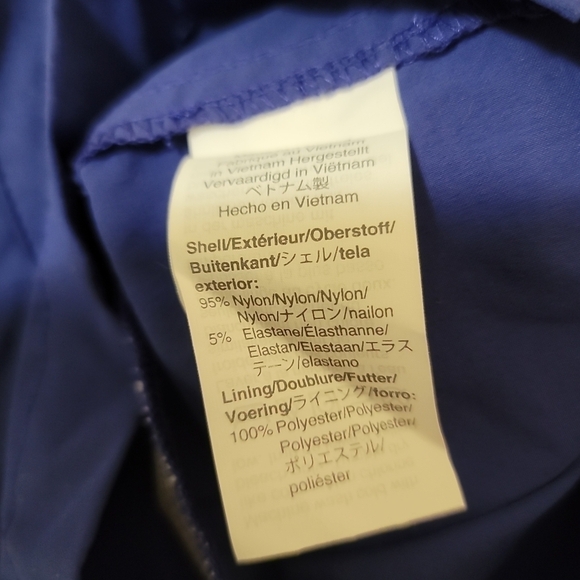 Fabriqué au Vietnam
in Vietnam Hergestellt
Vervaardigd in Viëtnam
ベトナム製
Hecho en Vietnam
Shell/Extérieur/Oberstoff/
Buitenkant/シェル/tela
exterior:
95% Nylon/Nylon/Nylon/
Nylon/ナイロン/nailon
5% Elastane/Élasthanne/
Elastan/Elastaan/エラス
テーン/elastano
Lining/Doublure/Futter/
Voering/ライニング/forro:
100% Polyester/Polyester/
Polyester/Polyester/
ポリエステル/
poliéster